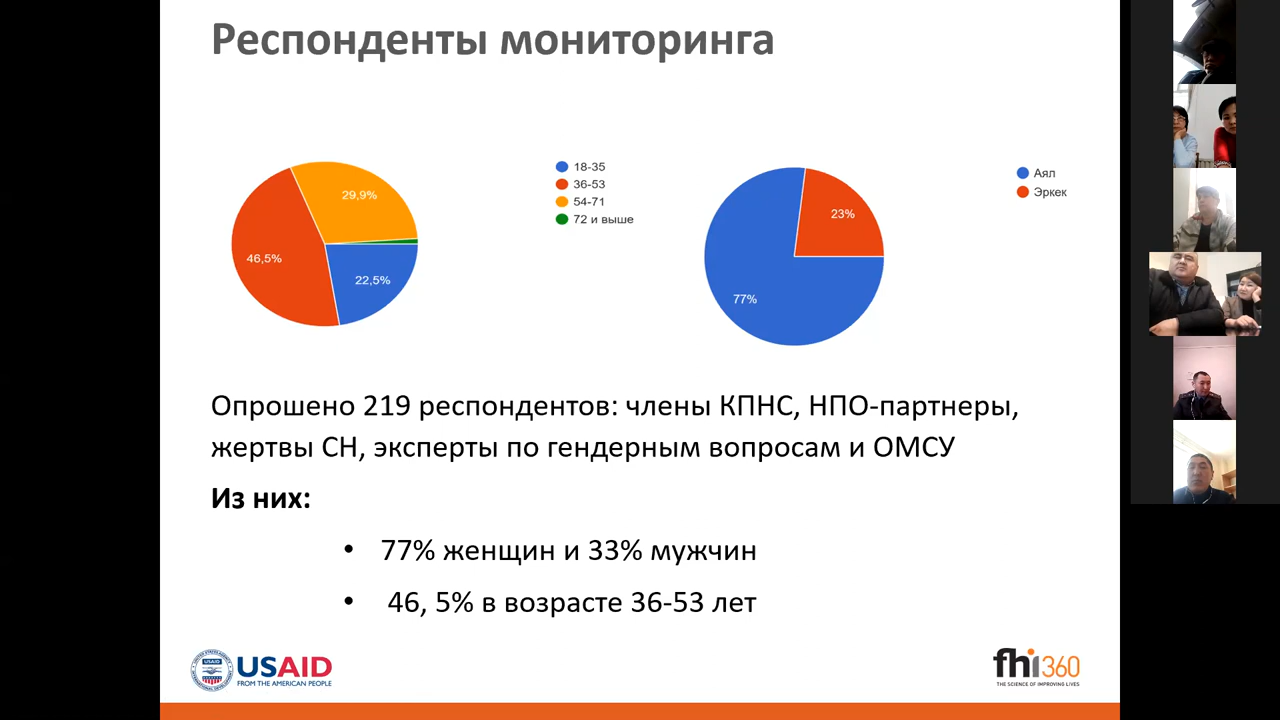 Респонденты мониторинга
29,9%
46,5%
22,5%
18-35
36-53
54-71
72 и выше
23%
77%
Аял
Эркек
Опрошено 219 респондентов: члены КПНС, НПО-партнеры,
жертвы СН, эксперты по гендерным вопросам и ОМСУ
Из них:
• 77% женщин и 33% мужчин
• 46, 5% в возрасте 36-53 лет
USAID
FROM THE AMERICAN PEOPLE
fhi360
THE SCIENCE OF IMPROVING LIVES